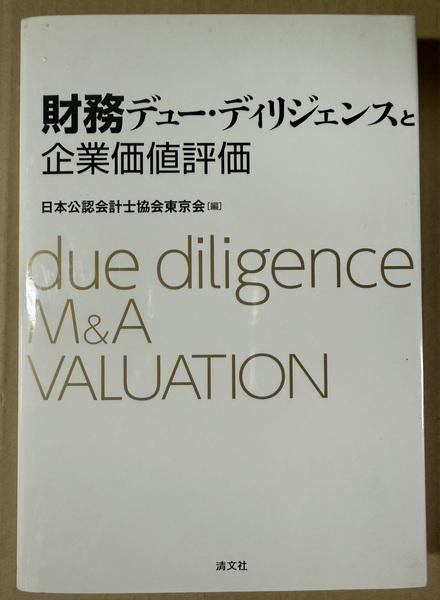 財務デュー・ディリジェンスと
企業価値評価
日本公認会計士協会東京会[編]
due diligence
M&A
VALUATION
清文社